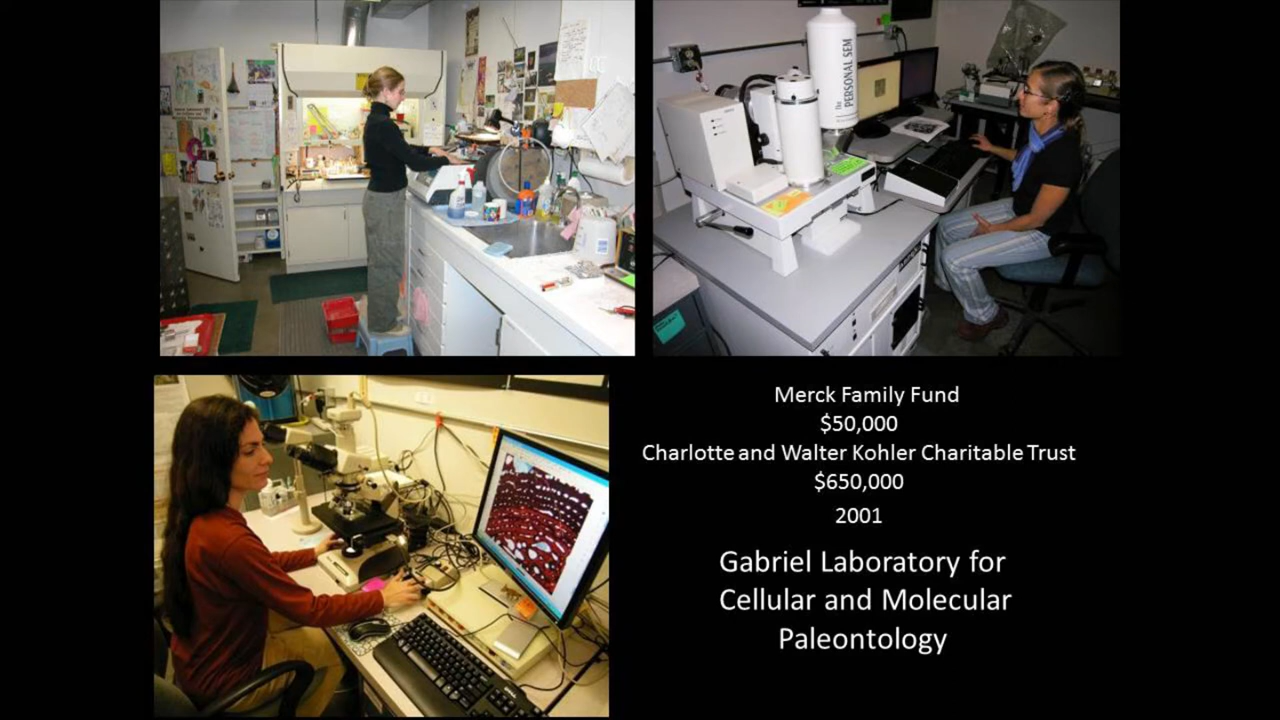 The
PERSONAL SEM
Merck Family Fund
$50,000
Charlotte and Walter Kohler Charitable Trust
$650,000
2001
Gabriel Laboratory for
Cellular and Molecular
Paleontology